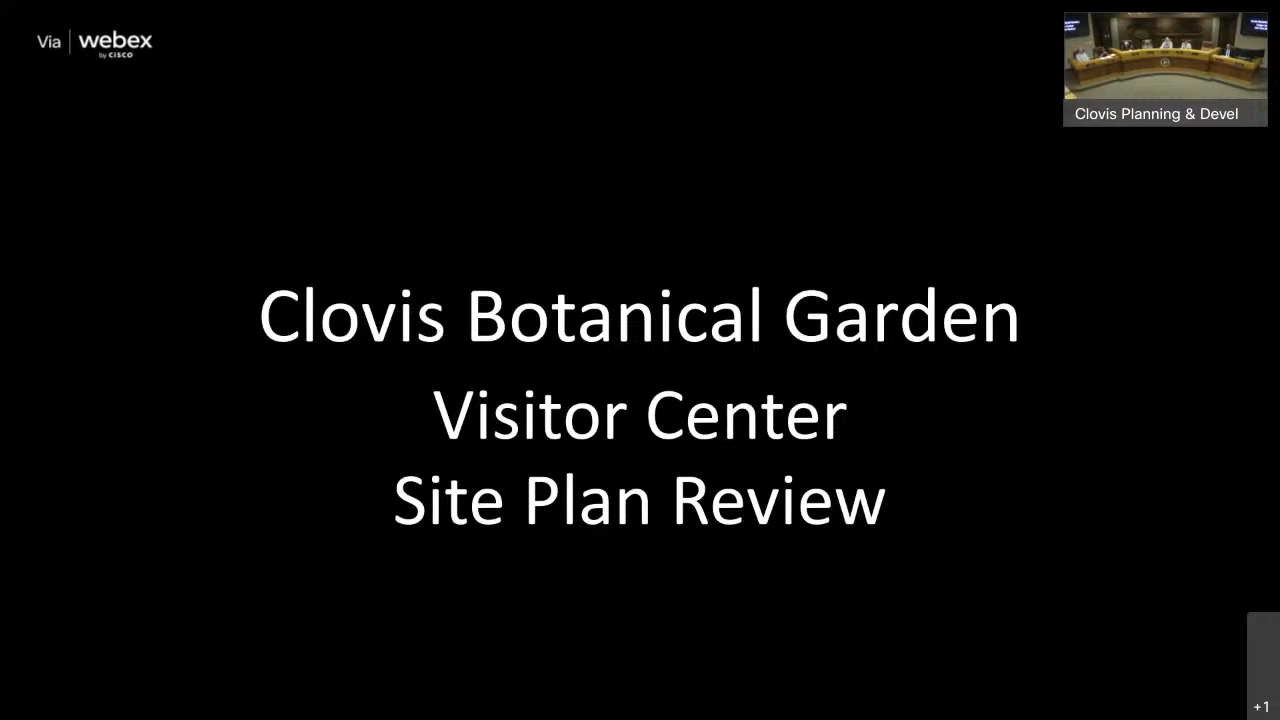 Via webex
by CISCO
Clovis Planning & Devel
Clovis Botanical Garden
Visitor Center
Site Plan Review
+1